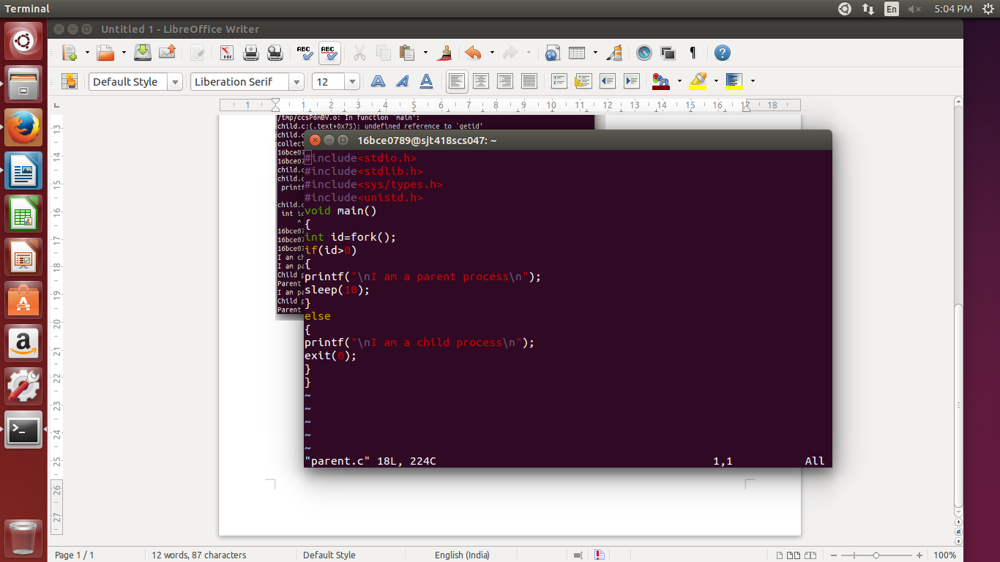 Terminal
En
5:04 PM
Untitled 1 - LibreOffice Writer
PDF
ABC
ABC
Default Style
Liberation Serif
12
1 1 2 3 4 5 6 7 8 9 10 11 12 13 14 15 16 17 18
13
14
15
16
17
18
19
20
21
22
23
24
25
26
27
/tmp/ccsP6mBV.o: In function `main':
child.c:(.text+0x75): undefined reference to `getid'
child.c
collect
16bce07
16bce07
child.c
child.c
printf
child.c
int id
^
16bce07
16bce07
16bce07
I am ch
I am pa
Child p
Parent
I am pa
Child p
Parent
16bce0789@sjt418scs047: ~
#include<stdio.h>
#include<stdlib.h>
#include<sys/types.h>
#include<unistd.h>
void main()
{
int id=fork();
if(id>0)
{
printf("\nI am a parent process\n");
sleep(10);
}
else
{
printf("\nI am a child process\n");
exit(0);
}
}
~
~
~
~
~
"parent.c" 18L, 224C 1,1 All
Page 1 / 1
12 words, 87 characters
Default Style
English (India)
100%